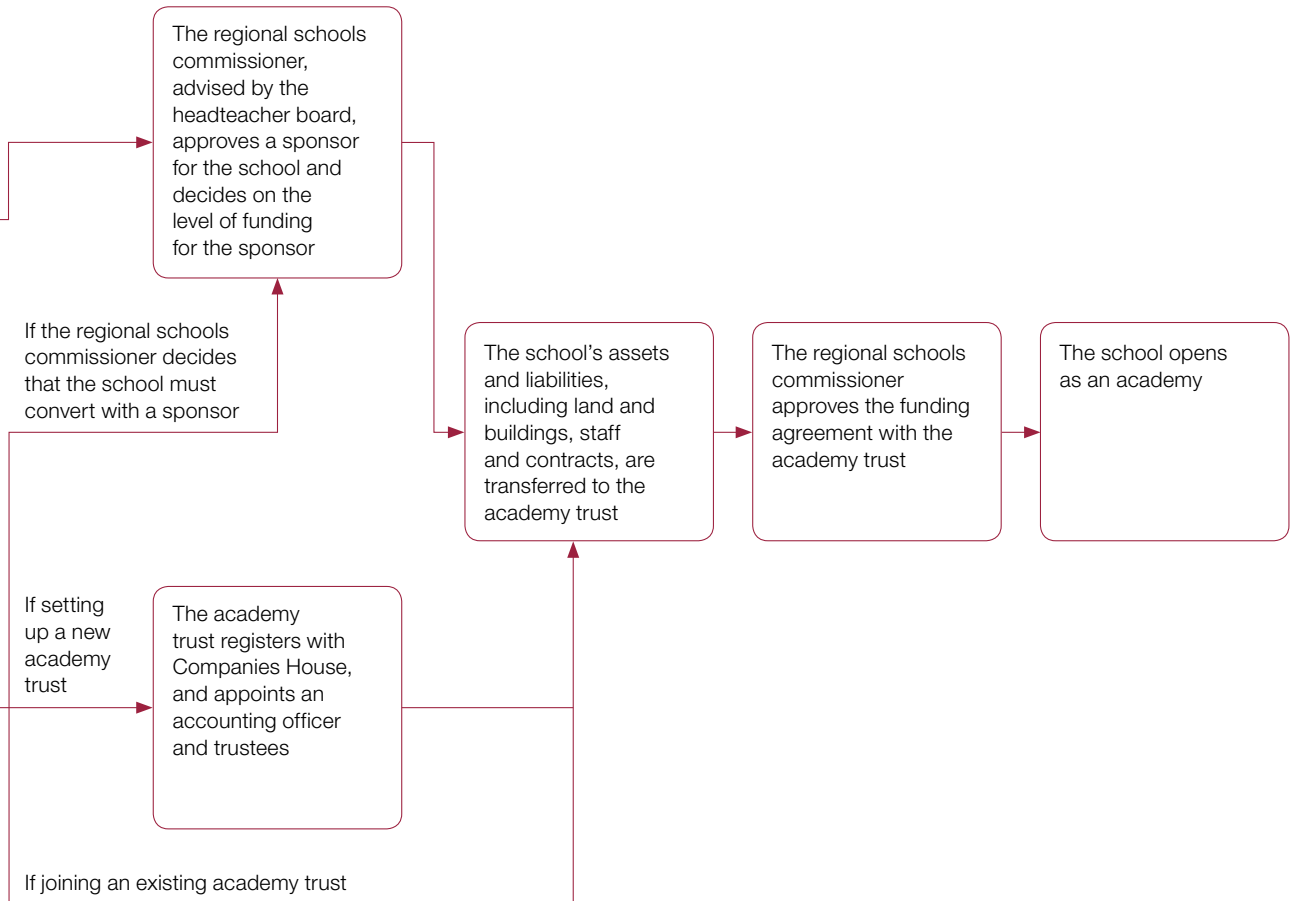 The regional schools
commissioner,
advised by the
headteacher board,
approves a sponsor
for the school and
decides on the
level of funding
for the sponsor
If the regional schools
commissioner decides
that the school must
convert with a sponsor
The school’s assets
and liabilities,
including land and
buildings, staff
and contracts, are
transferred to the
academy trust
The regional schools
commissioner
approves the funding
agreement with the
academy trust
The school opens
as an academy
If setting
up a new
academy
trust
The academy
trust registers with
Companies House,
and appoints an
accounting officer
and trustees
If joining an existing academy trust